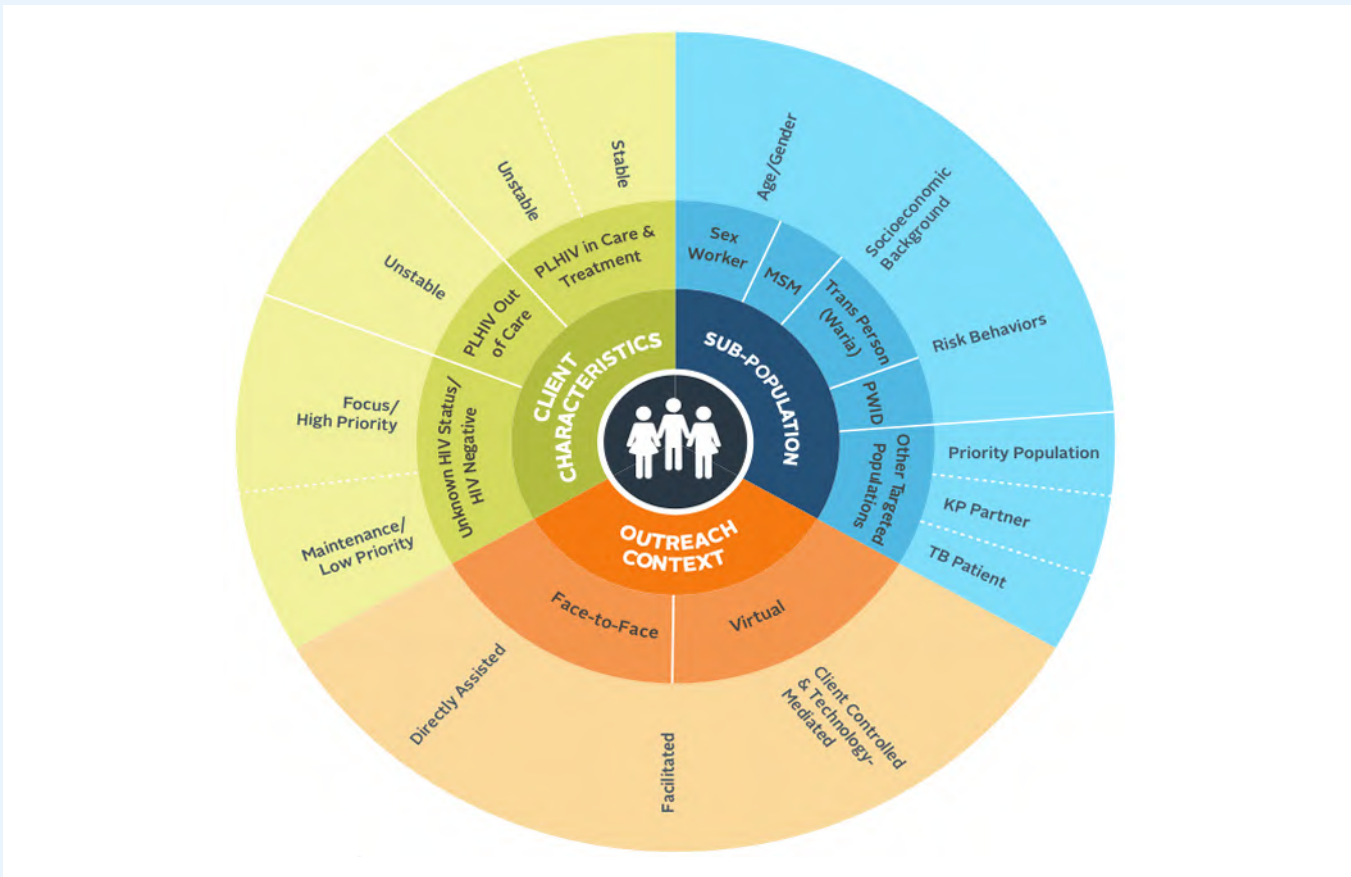 CLIENT
CHARACTERISTICS
PLHIV in Care &
Treatment
Stable
Unstable
PLHIV Out
of Care
Unstable
Unknown HIV Status/
HIV Negative
Focus/
High Priority
Maintenance/
Low Priority
SUB-POPULATION
Sex
Worker
MSM
Trans Person
(Waria)
PWID
Other Targeted
Populations
Age/Gender
Socioeconomic
Background
Risk Behaviors
Priority Population
KP Partner
TB Patient
OUTREACH
CONTEXT
Face-to-Face
Virtual
Directly Assisted
Facilitated
Client Controlled
& Technology-
Mediated